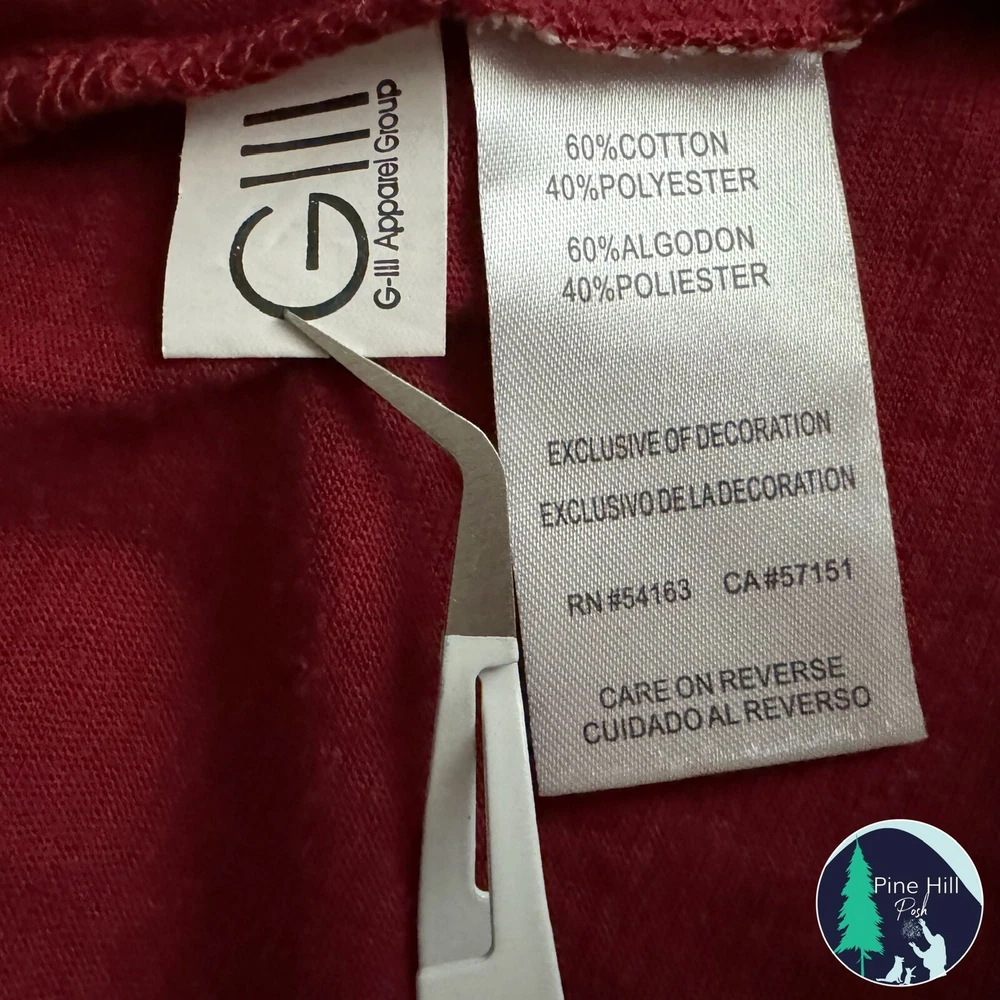 GIII
G-III Apparel Group
60%COTTON
40%POLYESTER
60%ALGODON
40%POLIESTER
EXCLUSIVE OF DECORATION
EXCLUSIVO DE LA DECORATION
RN #54163 CA #57151
CARE ON REVERSE
CUIDADO AL REVERSO
Pine Hill
Posh